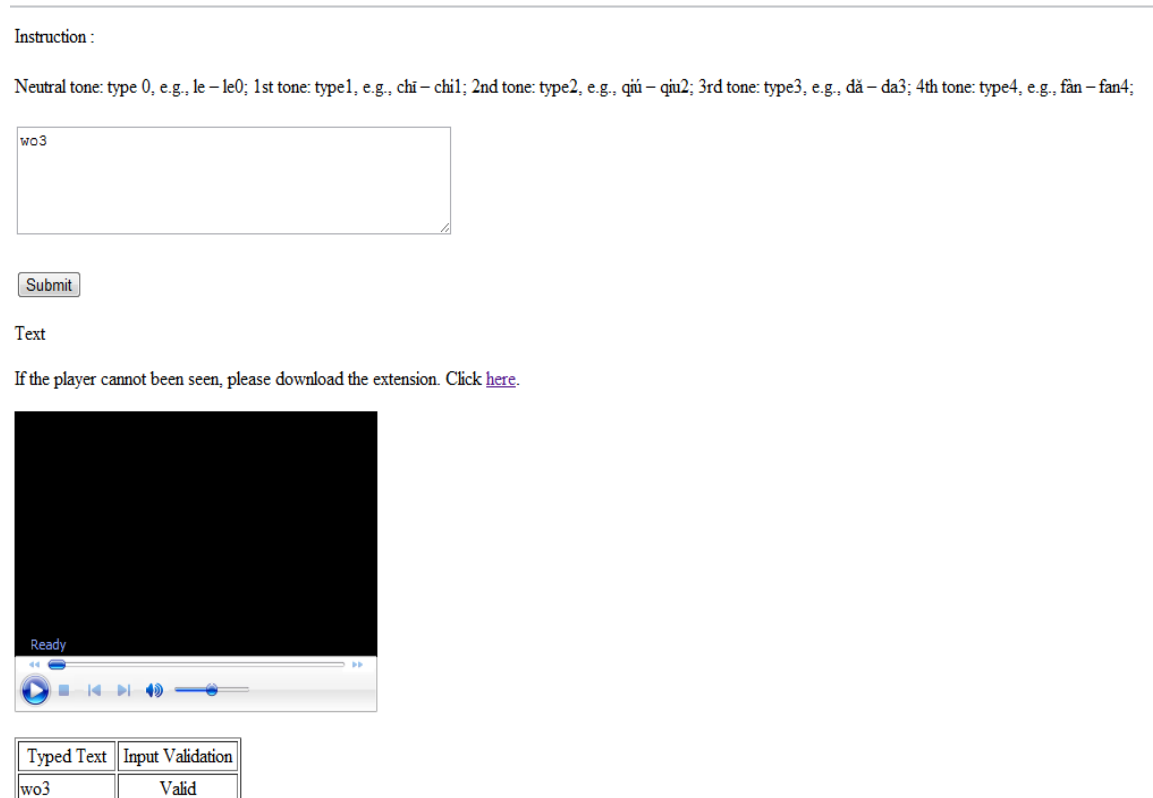 Instruction :
Neutral tone: type 0, e.g., le – le0; 1st tone: type1, e.g., chī – chi1; 2nd tone: type2, e.g., qiú – qiu2; 3rd tone: type3, e.g., dǎ – da3; 4th tone: type4, e.g., fàn – fan4;
wo3
Submit
Text
If the player cannot been seen, please download the extension. Click here.
Ready
Typed Text Input Validation
wo3 Valid